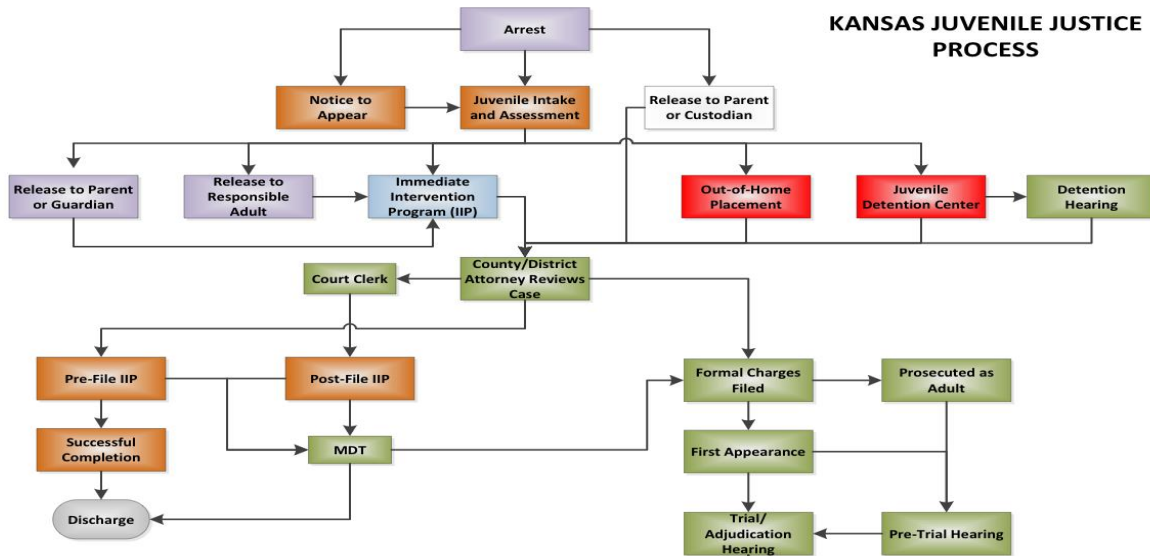 KANSAS JUVENILE JUSTICE
PROCESS
Arrest
Notice to
Appear
Juvenile Intake
and Assessment
Release to Parent
or Custodian
Release to Parent
or Guardian
Release to
Responsible
Adult
Immediate
Intervention
Program (IIP)
Out-of-Home
Placement
Juvenile
Detention Center
Detention
Hearing
Court Clerk
County/District
Attorney Reviews
Case
Pre-File IIP
Post-File IIP
Formal Charges
Filed
Prosecuted as
Adult
Successful
Completion
MDT
First Appearance
Discharge
Trial/
Adjudication
Hearing
Pre-Trial Hearing